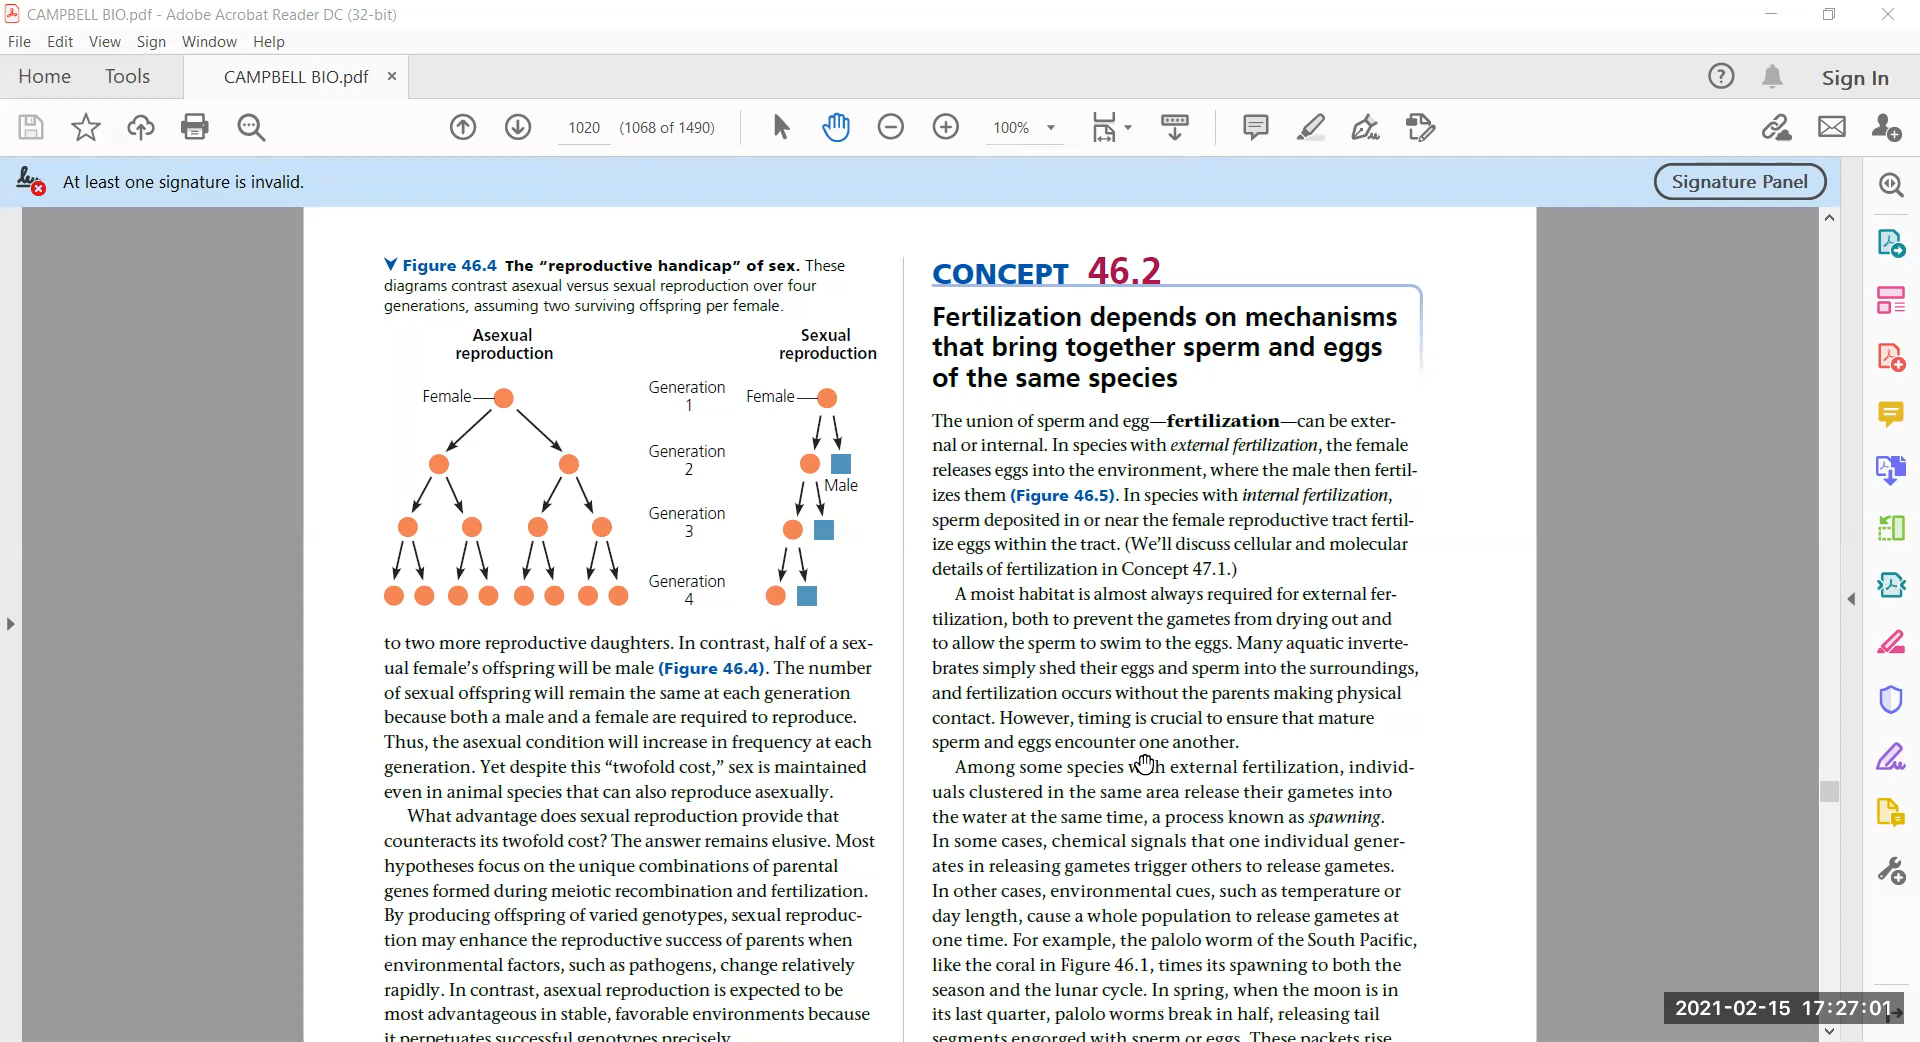 CAMPBELL BIO.pdf - Adobe Acrobat Reader DC (32-bit)
File Edit View Sign Window Help
Home Tools CAMPBELL BIO.pdf × Sign In
1020 (1068 of 1490) 100%
At least one signature is invalid. Signature Panel
Figure 46.4 The “reproductive handicap” of sex. These
diagrams contrast asexual versus sexual reproduction over four
generations, assuming two surviving offspring per female.
Asexual
reproduction
Sexual
reproduction
Female
Generation
1
Female
Generation
2
Male
Generation
3
Generation
4
to two more reproductive daughters. In contrast, half of a sex-
ual female’s offspring will be male (Figure 46.4). The number
of sexual offspring will remain the same at each generation
because both a male and a female are required to reproduce.
Thus, the asexual condition will increase in frequency at each
generation. Yet despite this “twofold cost,” sex is maintained
even in animal species that can also reproduce asexually.
What advantage does sexual reproduction provide that
counteracts its twofold cost? The answer remains elusive. Most
hypotheses focus on the unique combinations of parental
genes formed during meiotic recombination and fertilization.
By producing offspring of varied genotypes, sexual reproduc-
tion may enhance the reproductive success of parents when
environmental factors, such as pathogens, change relatively
rapidly. In contrast, asexual reproduction is expected to be
most advantageous in stable, favorable environments because
it perpetuates successful genotypes precisely.
CONCEPT 46.2
Fertilization depends on mechanisms
that bring together sperm and eggs
of the same species
The union of sperm and egg—fertilization—can be exter-
nal or internal. In species with external fertilization, the female
releases eggs into the environment, where the male then fertil-
izes them (Figure 46.5). In species with internal fertilization,
sperm deposited in or near the female reproductive tract fertil-
ize eggs within the tract. (We’ll discuss cellular and molecular
details of fertilization in Concept 47.1.)
A moist habitat is almost always required for external fer-
tilization, both to prevent the gametes from drying out and
to allow the sperm to swim to the eggs. Many aquatic inverte-
brates simply shed their eggs and sperm into the surroundings,
and fertilization occurs without the parents making physical
contact. However, timing is crucial to ensure that mature
sperm and eggs encounter one another.
Among some species with external fertilization, individ-
uals clustered in the same area release their gametes into
the water at the same time, a process known as spawning.
In some cases, chemical signals that one individual gener-
ates in releasing gametes trigger others to release gametes.
In other cases, environmental cues, such as temperature or
day length, cause a whole population to release gametes at
one time. For example, the palolo worm of the South Pacific,
like the coral in Figure 46.1, times its spawning to both the
season and the lunar cycle. In spring, when the moon is in
its last quarter, palolo worms break in half, releasing tail
segments engorged with sperm or eggs. These packets rise
2021-02-15 17:27:01